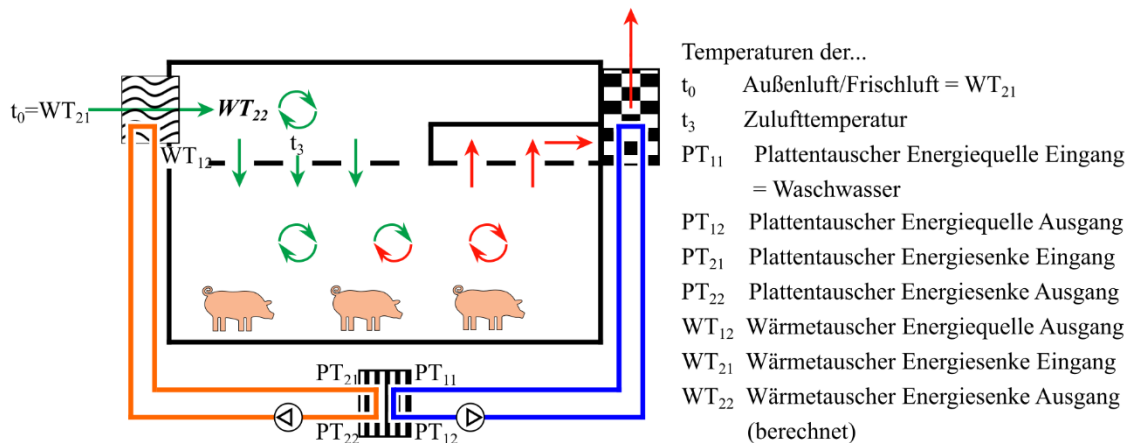 t₀=WT₂₁
WT₂₂
t₃
WT₁₂
PT₂₁ PT₁₁
PT₂₂ PT₁₂
Temperaturen der...
t₀ Außenluft/Frischluft = WT₂₁
t₃ Zulufttemperatur
PT₁₁ Plattentauscher Energiequelle Eingang
= Waschwasser
PT₁₂ Plattentauscher Energiequelle Ausgang
PT₂₁ Plattentauscher Energiesenke Eingang
PT₂₂ Plattentauscher Energiesenke Ausgang
WT₁₂ Wärmetauscher Energiequelle Ausgang
WT₂₁ Wärmetauscher Energiesenke Eingang
WT₂₂ Wärmetauscher Energiesenke Ausgang
(berechnet)